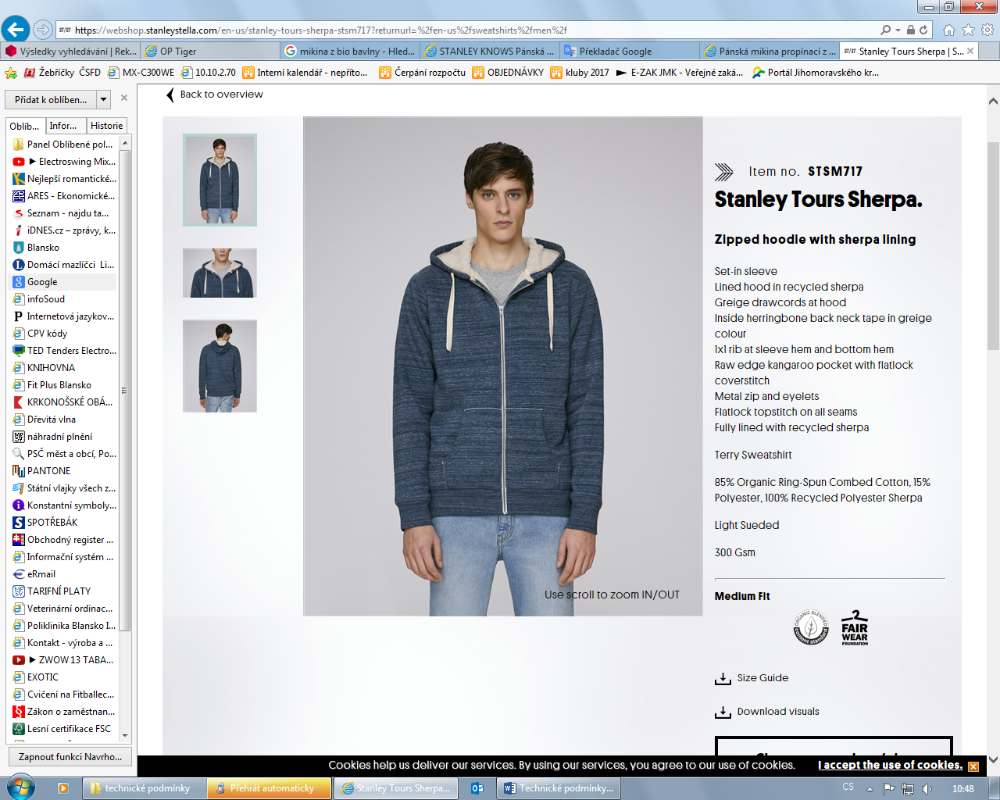 https://webshop.stanleystella.com/en-us/stanley-tours-sherpa-stsm717?returnurl=%2fen-us%2fsweatshirts%2fmen%2f
Výsledky vyhledávání | Rek...
OP Tiger
mikina z bio bavlny - Hled...
STANLEY KNOWS Pánská ...
Překladač Google
Pánská mikina propínací z ...
ST/ST Stanley Tours Sherpa | S...
Žebříčky
ČSFD
MX-C300WE
10.10.2.70
Interní kalendář - nepříto...
Čerpání rozpočtu
OBJEDNÁVKY
kluby 2017
E-ZAK JMK - Veřejné zaká...
Portál Jihomoravského kr...
Přidat k oblíben...
Oblíb...
Infor...
Historie
Panel Oblíbené pol...
► Electroswing Mix...
Nejlepší romantické...
ARES - Ekonomické...
Seznam - najdu ta...
iDNES.cz – zprávy, k...
Blansko
Domácí mazlíčci Li...
Google
infoSoud
Internetová jazykov...
CPV kódy
TED Tenders Electro...
KNIHOVNA
Fit Plus Blansko
KRKONOŠSKÉ OBÁ...
Dřevitá vlna
náhradní plnění
PSČ měst a obcí, Po...
PANTONE
Státní vlajky všech z...
Konstantní symboly...
SPOTŘEBÁK
Obchodný register ...
Informační systém ...
eRmail
TARIFNÍ PLATY
Veterinární ordinac...
Poliklinika Blansko I...
Kontakt - výroba a ...
► ZWOW 13 TABA...
EXOTIC
Cvičení na Fitballec...
Zákon o zaměstnan...
Lesní certifikace FSC
Zapnout funkci Navrho...
Back to overview
Use scroll to zoom IN/OUT
Item no. STSM717
Stanley Tours Sherpa.
Zipped hoodie with sherpa lining
Set-in sleeve
Lined hood in recycled sherpa
Greige drawcords at hood
Inside herringbone back neck tape in greige
colour
1x1 rib at sleeve hem and bottom hem
Raw edge kangaroo pocket with flatlock
coverstitch
Metal zip and eyelets
Flatlock topstitch on all seams
Fully lined with recycled sherpa
Terry Sweatshirt
85% Organic Ring-Spun Combed Cotton, 15%
Polyester, 100% Recycled Polyester Sherpa
Light Sueded
300 Gsm
Medium Fit
ORGANIC BLENDED
content standard
FAIR
WEAR
FOUNDATION
Size Guide
Download visuals
Cookies help us deliver our services. By using our services, you agree to our use of cookies.
I accept the use of cookies.
technické podmínky
Přehrát automaticky
Stanley Tours Sherpa...
Technické podmínky...
CS
10:48